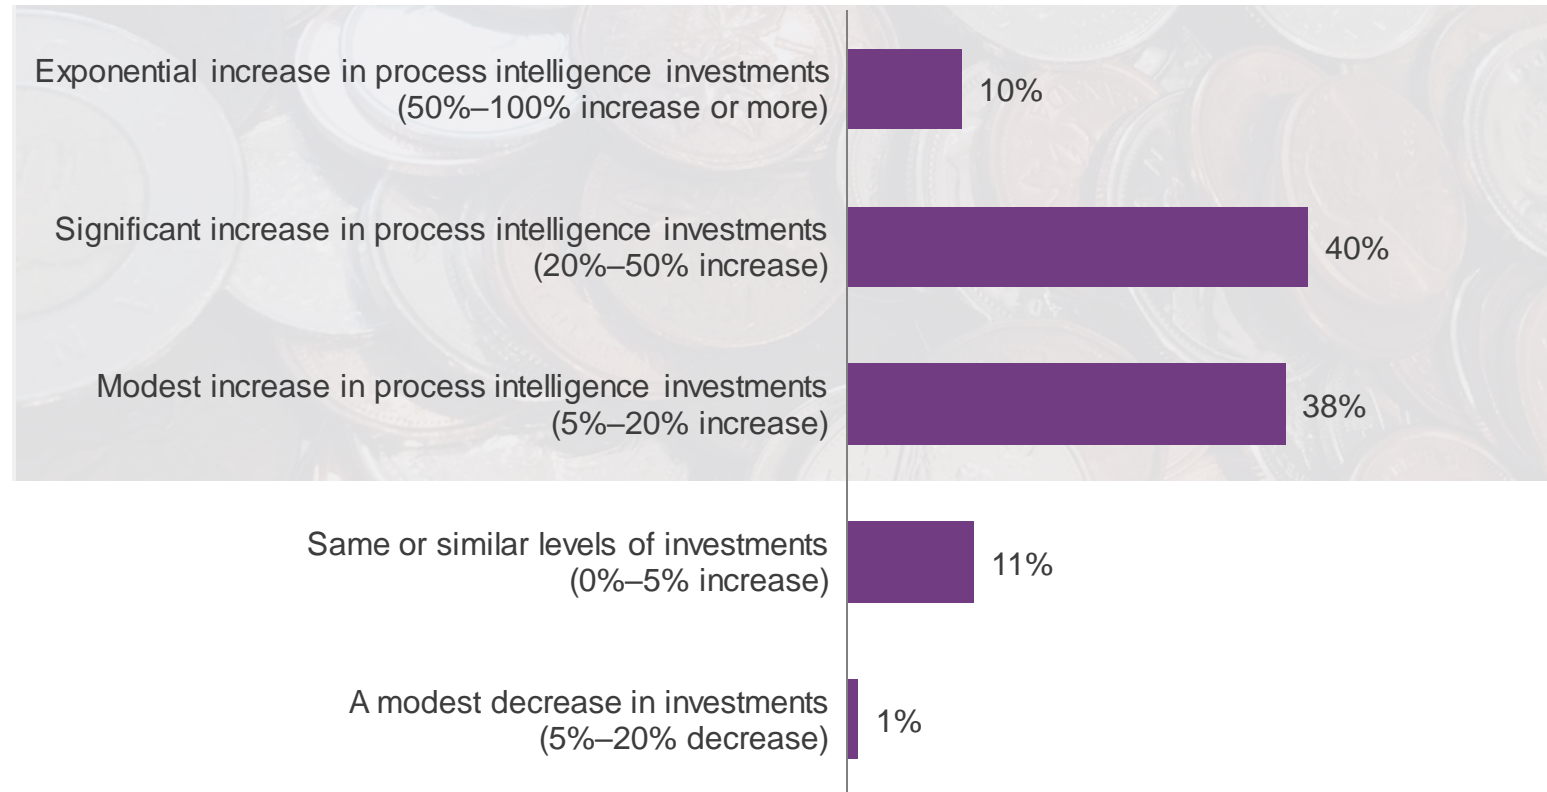 Exponential increase in process intelligence investments
(50%–100% increase or more)
10%
Significant increase in process intelligence investments
(20%–50% increase)
40%
Modest increase in process intelligence investments
(5%–20% increase)
38%
Same or similar levels of investments
(0%–5% increase)
11%
A modest decrease in investments
(5%–20% decrease)
1%